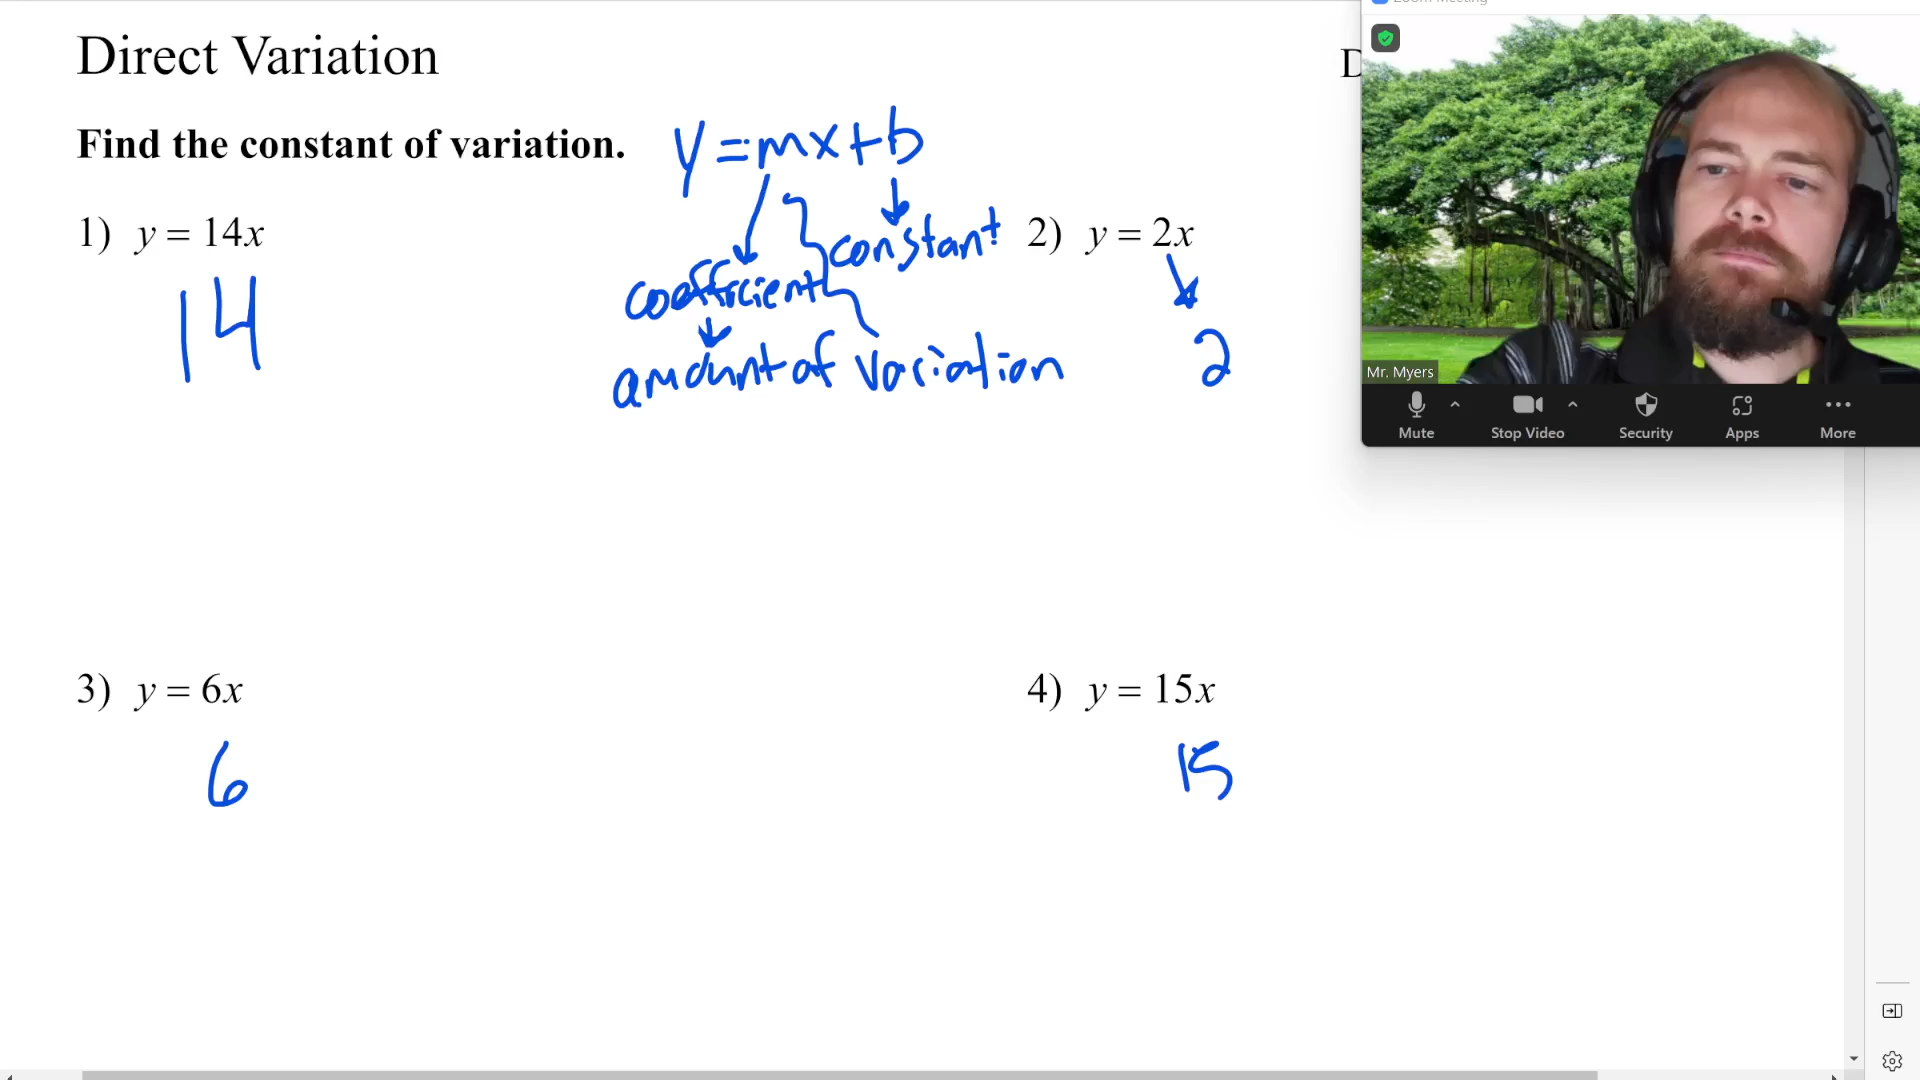 Direct Variation
D
Find the constant of variation.
y = mx + b
1) y = 14x
14
coefficient
constant
amount of variation
2) y = 2x
2
Mr. Myers
Mute
Stop Video
Security
Apps
More
3) y = 6x
6
4) y = 15x
15